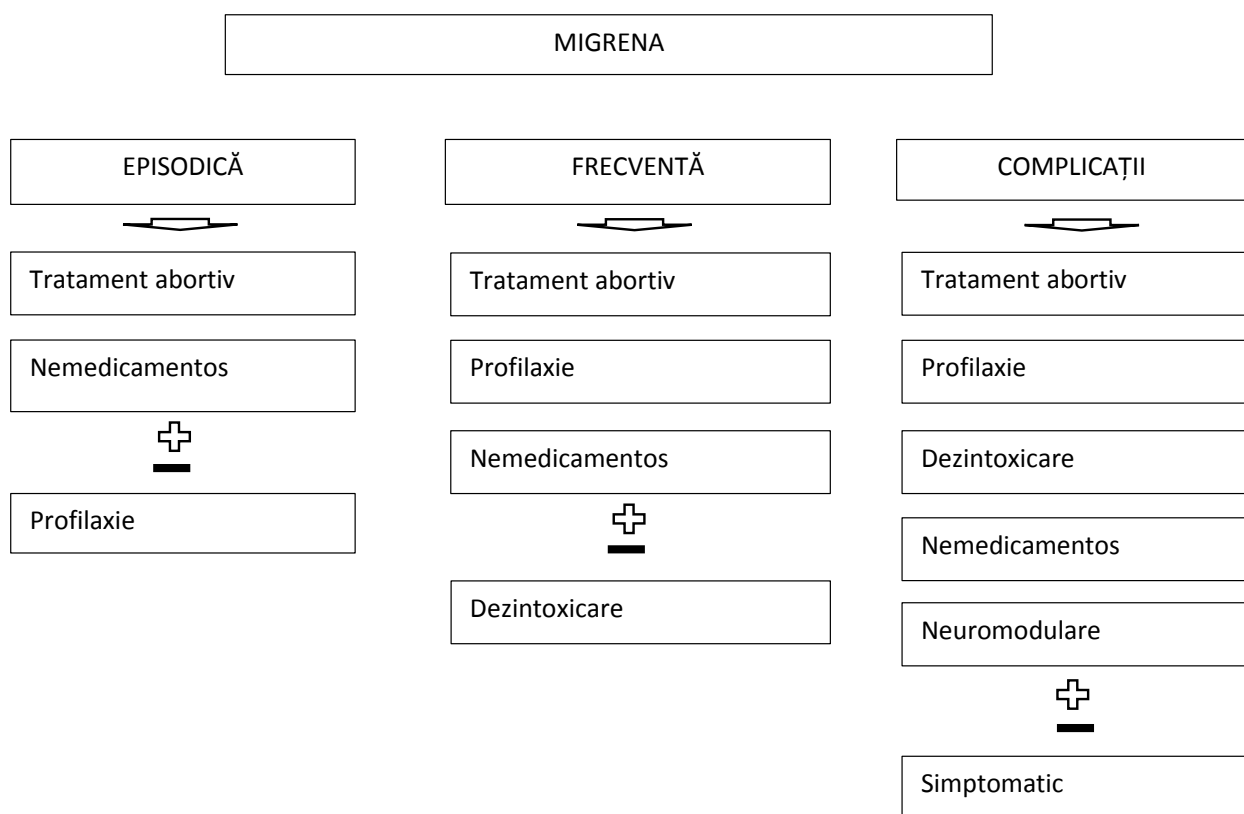 MIGRENA
EPISODICĂ
Tratament abortiv
Nemedicamentos
Profilaxie
FRECVENTĂ
Tratament abortiv
Profilaxie
Nemedicamentos
Dezintoxicare
COMPLICAȚII
Tratament abortiv
Profilaxie
Dezintoxicare
Nemedicamentos
Neuromodulare
Simptomatic